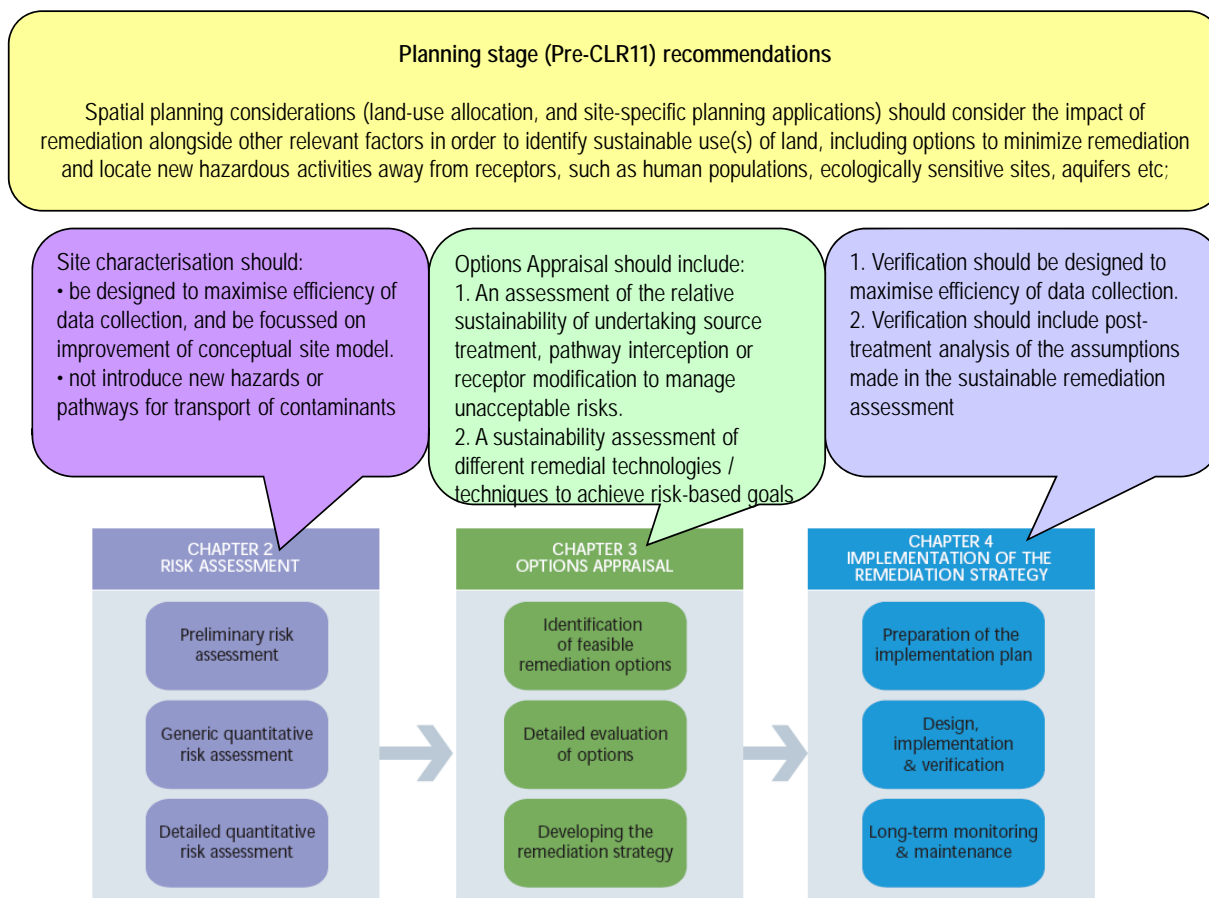 Planning stage (Pre-CLR11) recommendations
Spatial planning considerations (land-use allocation, and site-specific planning applications) should consider the impact of
remediation alongside other relevant factors in order to identify sustainable use(s) of land, including options to minimize remediation
and locate new hazardous activities away from receptors, such as human populations, ecologically sensitive sites, aquifers etc;
Site characterisation should:
• be designed to maximise efficiency of
data collection, and be focussed on
improvement of conceptual site model.
• not introduce new hazards or
pathways for transport of contaminants
Options Appraisal should include:
1. An assessment of the relative
sustainability of undertaking source
treatment, pathway interception or
receptor modification to manage
unacceptable risks.
2. A sustainability assessment of
different remedial technologies /
techniques to achieve risk-based goals
1. Verification should be designed to
maximise efficiency of data collection.
2. Verification should include post-
treatment analysis of the assumptions
made in the sustainable remediation
assessment
CHAPTER 2
RISK ASSESSMENT
Preliminary risk
assessment
Generic quantitative
risk assessment
Detailed quantitative
risk assessment
CHAPTER 3
OPTIONS APPRAISAL
Identification
of feasible
remediation options
Detailed evaluation
of options
Developing the
remediation strategy
CHAPTER 4
IMPLEMENTATION OF THE
REMEDIATION STRATEGY
Preparation of the
implementation plan
Design,
implementation
& verification
Long-term monitoring
& maintenance